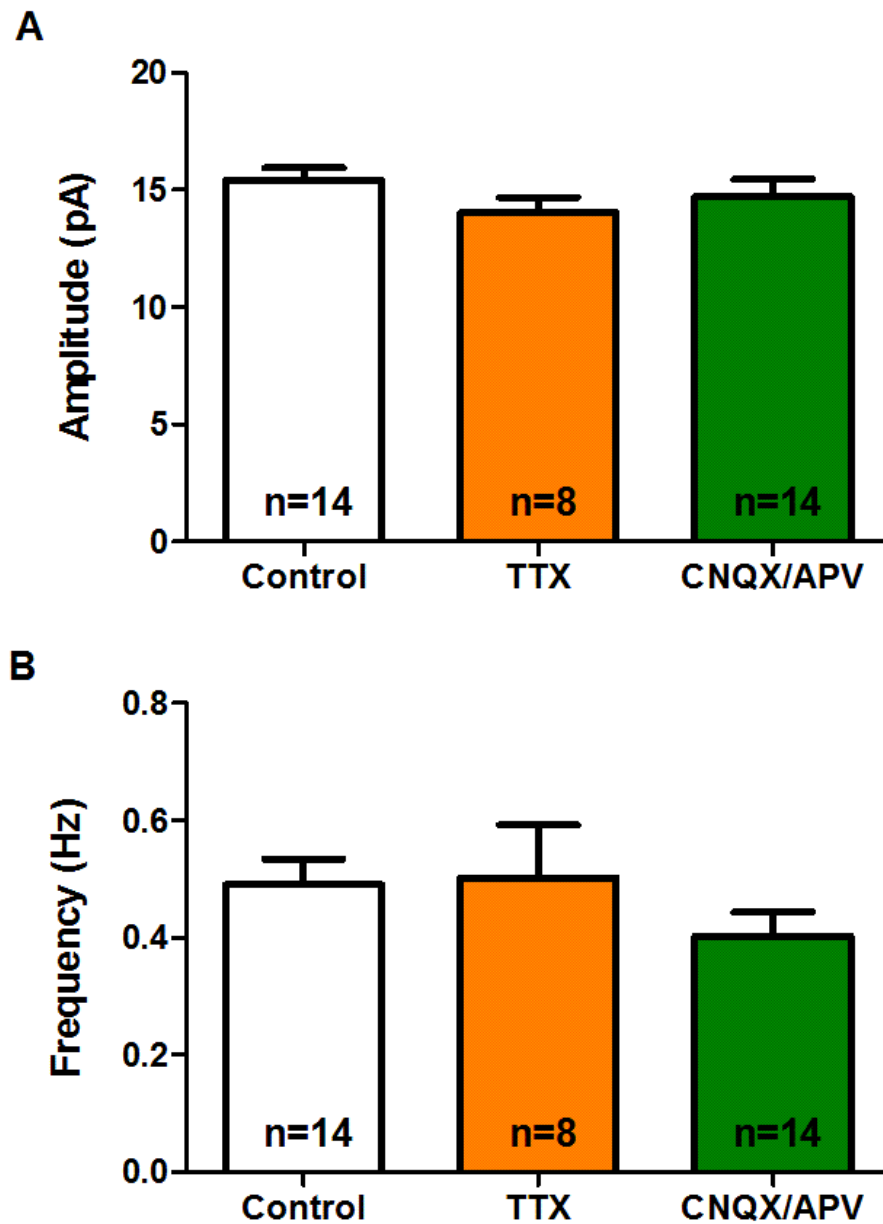 A
Amplitude (pA)
20
15
10
5
0
n=14
n=8
n=14
Control
TTX
CNQX/APV
B
Frequency (Hz)
0.8
0.6
0.4
0.2
0.0
n=14
n=8
n=14
Control
TTX
CNQX/APV